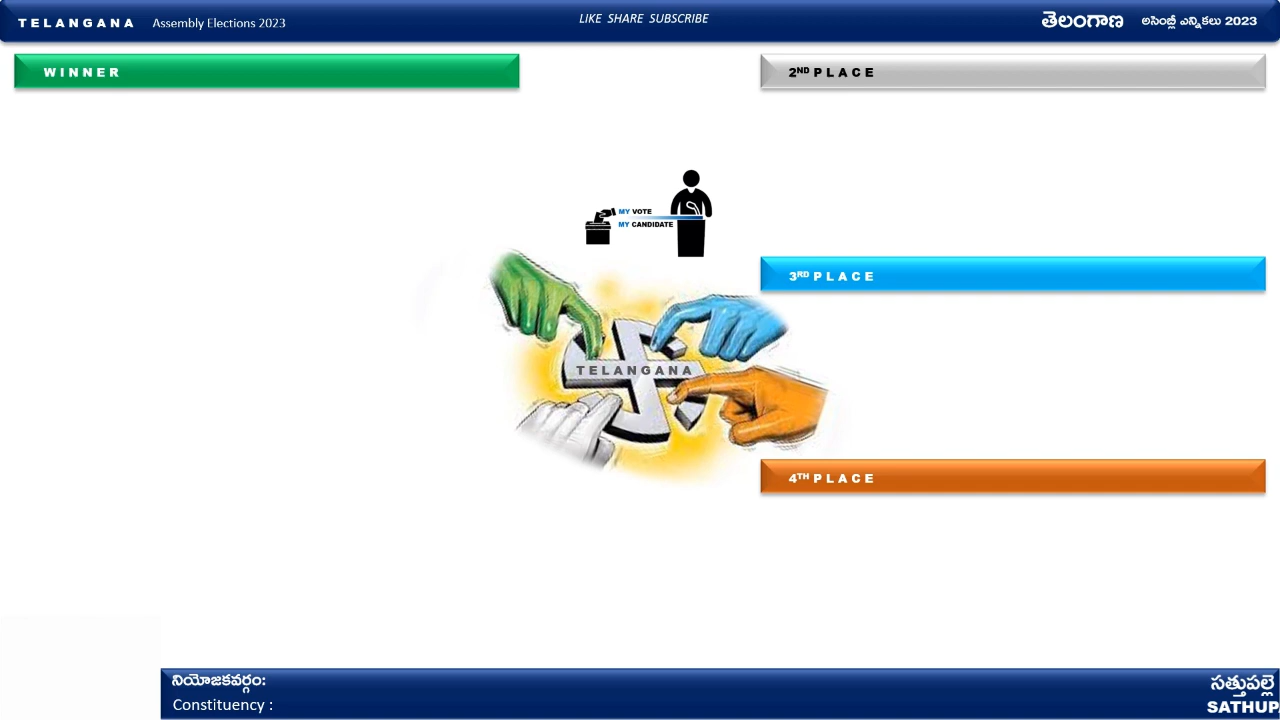 TELANGANA Assembly Elections 2023
LIKE SHARE SUBSCRIBE
తెలంగాణ అసెంబ్లీ ఎన్నికలు 2023
WINNER
2ND PLACE
MY VOTE
MY CANDIDATE
3RD PLACE
TELANGANA
4TH PLACE
నియోజకవర్గం:
సత్తుపల్లె
Constituency :
SATHUP